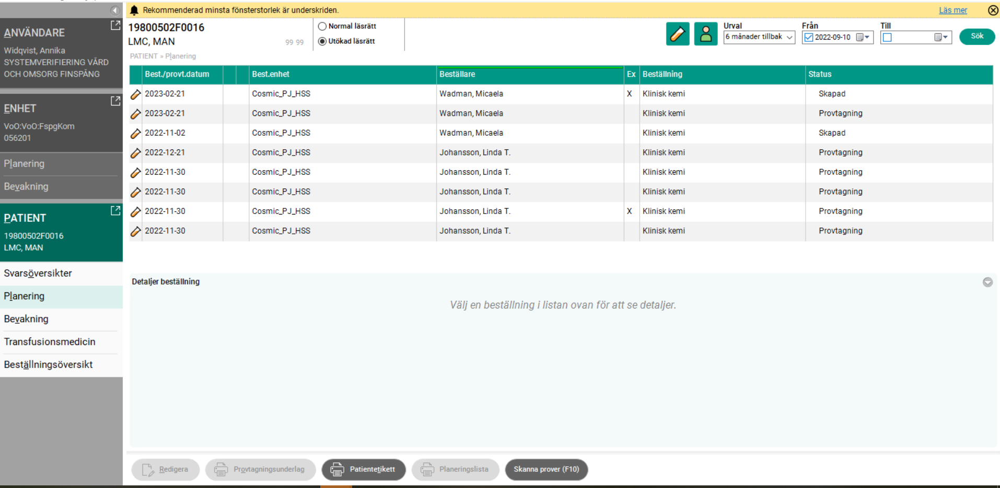 Rekommenderad minsta fönsterstorlek är underskriden.
Läs mer
ANVÄNDARE
Widqvist, Annika
SYSTEMVERIFIERING VÅRD
OCH OMSORG FINSPÅNG
ENHET
VoO:VoO:FspgKom
056201
Planering
Bevakning
PATIENT
19800502F0016
LMC, MAN
Svarsöversikter
Planering
Bevakning
Transfusionsmedicin
Beställningsöversikt
19800502F0016
LMC, MAN
99 99
Normal läsrätt
Utökad läsrätt
Urval
6 månader tillbak
Från
2022-09-10
Till
Sök
PATIENT » Planering
Best./provt.datum Best.enhet Beställare Ex Beställning Status
2023-02-21 Cosmic_PJ_HSS Wadman, Micaela X Klinisk kemi Skapad
2023-02-21 Cosmic_PJ_HSS Wadman, Micaela Klinisk kemi Provtagning
2022-11-02 Cosmic_PJ_HSS Wadman, Micaela Klinisk kemi Skapad
2022-12-21 Cosmic_PJ_HSS Johansson, Linda T. Klinisk kemi Provtagning
2022-11-30 Cosmic_PJ_HSS Johansson, Linda T. Klinisk kemi Provtagning
2022-11-30 Cosmic_PJ_HSS Johansson, Linda T. Klinisk kemi Provtagning
2022-11-30 Cosmic_PJ_HSS Johansson, Linda T. X Klinisk kemi Provtagning
2022-11-30 Cosmic_PJ_HSS Johansson, Linda T. Klinisk kemi Provtagning
Detaljer beställning
Välj en beställning i listan ovan för att se detaljer.
Redigera
Provtagningsunderlag
Patientetikett
Planeringslista
Skanna prover (F10)